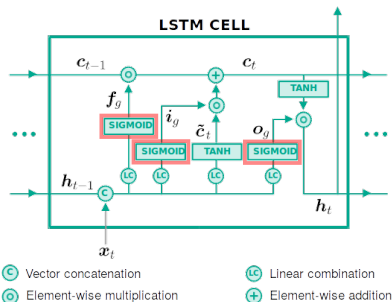 LSTM CELL
c_{t-1}
c_t
TANH
f_g
i_g
SIGMOID
c̃_t
o_g
SIGMOID
TANH
SIGMOID
h_{t-1}
LC
LC
LC
LC
C
h_t
x_t
C Vector concatenation
LC Linear combination
Element-wise multiplication
+ Element-wise addition